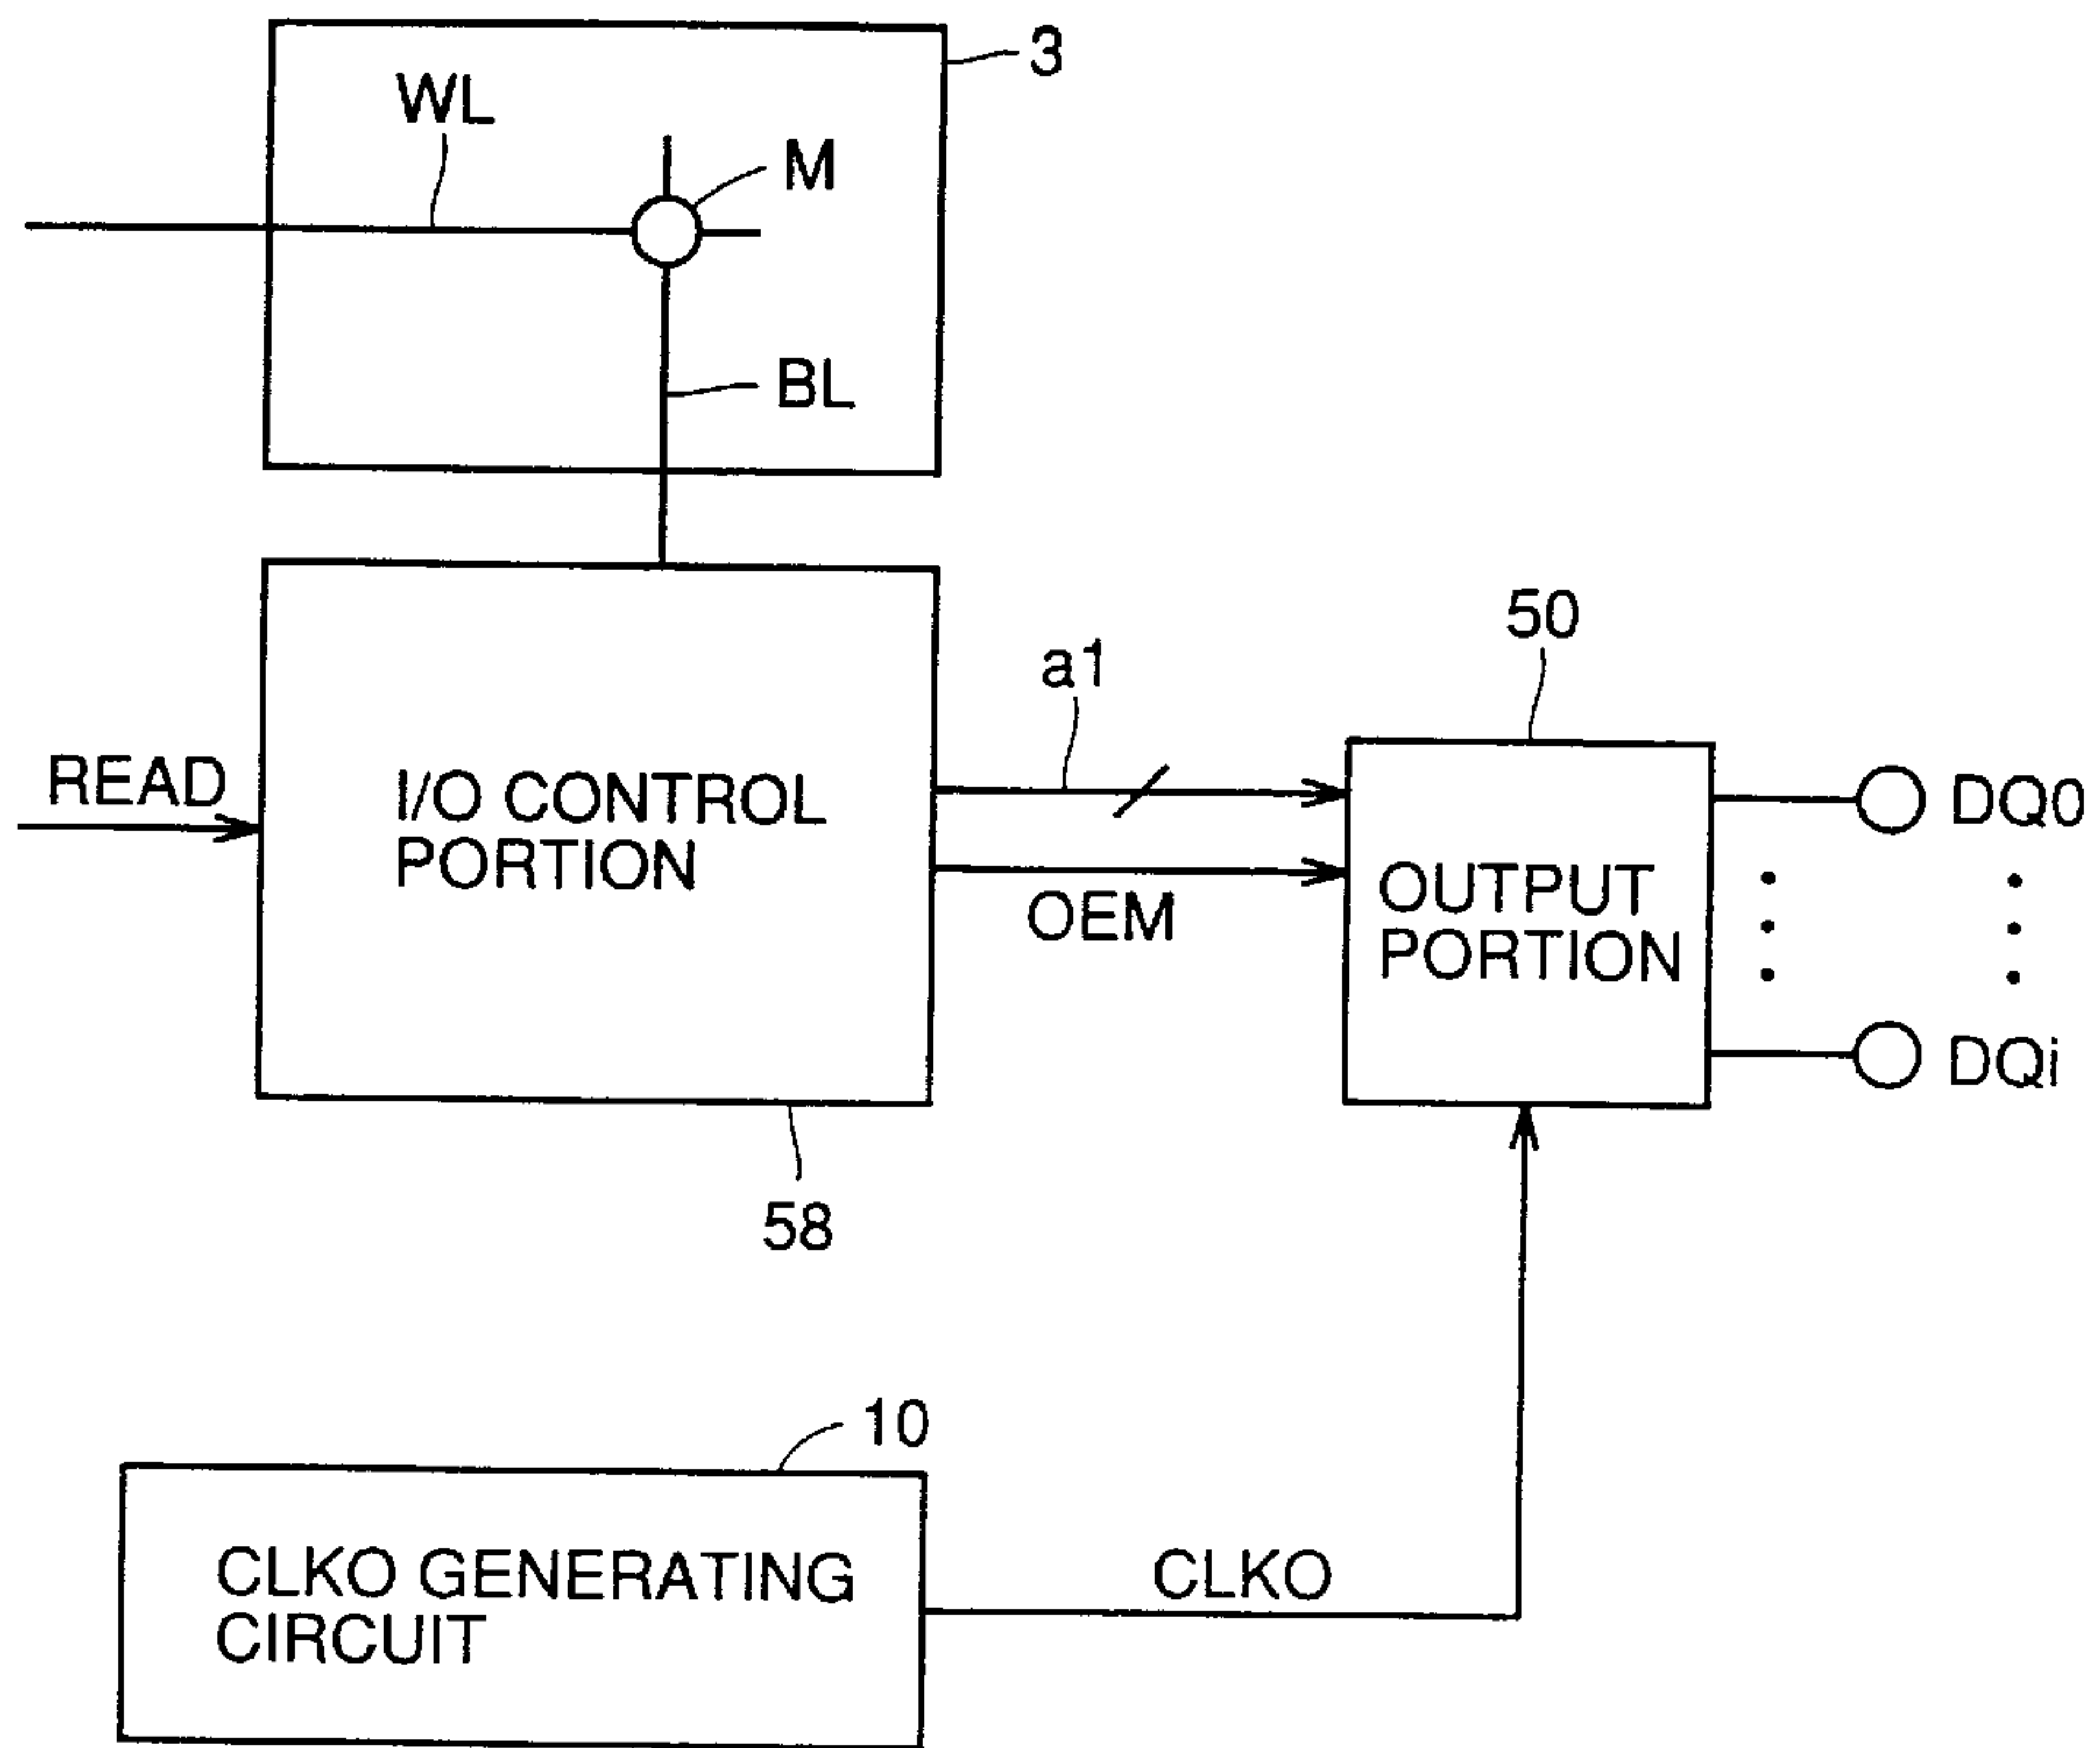 3
WL
M
BL
50
a1
READ
I/O CONTROL
PORTION
OEM
OUTPUT
PORTION
DQ0
DQi
58
10
CLKO GENERATING
CIRCUIT
CLKO